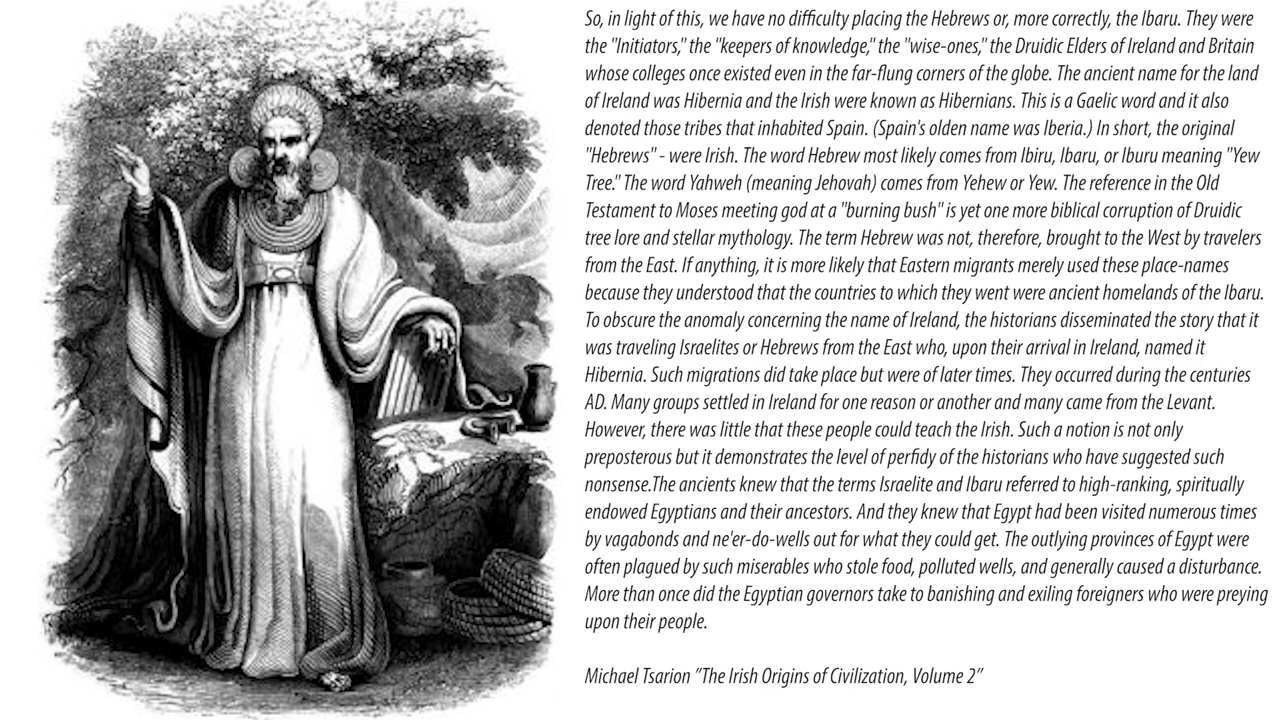 So, in light of this, we have no difficulty placing the Hebrews or, more correctly, the Ibaru. They were
the "Initiators," the "keepers of knowledge," the "wise-ones," the Druidic Elders of Ireland and Britain
whose colleges once existed even in the far-flung corners of the globe. The ancient name for the land
of Ireland was Hibernia and the Irish were known as Hibernians. This is a Gaelic word and it also
denoted those tribes that inhabited Spain. (Spain's olden name was Iberia.) In short, the original
"Hebrews" - were Irish. The word Hebrew most likely comes from Ibiru, Ibaru, or Iburu meaning "Yew
Tree." The word Yahweh (meaning Jehovah) comes from Yehew or Yew. The reference in the Old
Testament to Moses meeting god at a "burning bush" is yet one more biblical corruption of Druidic
tree lore and stellar mythology. The term Hebrew was not, therefore, brought to the West by travelers
from the East. If anything, it is more likely that Eastern migrants merely used these place-names
because they understood that the countries to which they went were ancient homelands of the Ibaru.
To obscure the anomaly concerning the name of Ireland, the historians disseminated the story that it
was traveling Israelites or Hebrews from the East who, upon their arrival in Ireland, named it
Hibernia. Such migrations did take place but were of later times. They occurred during the centuries
AD. Many groups settled in Ireland for one reason or another and many came from the Levant.
However, there was little that these people could teach the Irish. Such a notion is not only
preposterous but it demonstrates the level of perfidy of the historians who have suggested such
nonsense.The ancients knew that the terms Israelite and Ibaru referred to high-ranking, spiritually
endowed Egyptians and their ancestors. And they knew that Egypt had been visited numerous times
by vagabonds and ne'er-do-wells out for what they could get. The outlying provinces of Egypt were
often plagued by such miserables who stole food, polluted wells, and generally caused a disturbance.
More than once did the Egyptian governors take to banishing and exiling foreigners who were preying
upon their people.
Michael Tsarion "The Irish Origins of Civilization, Volume 2"